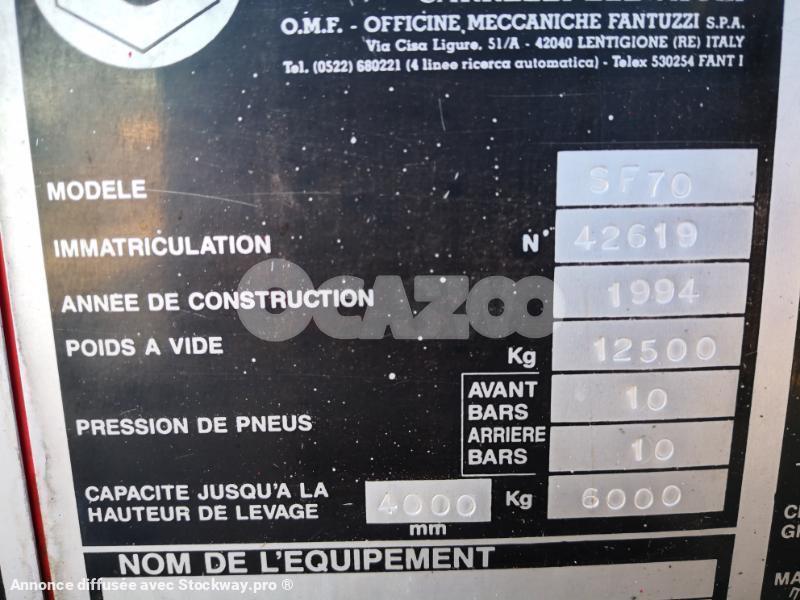 O.M.F. - OFFICINE MECCANICHE FANTUZZI S.P.A.
Via Cisa Ligure, 51/A - 42040 LENTIGIONE (RE) ITALY
Tel. (0522) 680221 (4 linee ricerca automatica) - Telex 530254 FANT I
MODELE SF70
IMMATRICULATION N° 42619
ANNÉE DE CONSTRUCTION 1994
OCAZOO
POIDS A VIDE Kg 12500
PRESSION DE PNEUS
AVANT BARS 10
ARRIERE BARS 10
CAPACITE JUSQU'A LA
HAUTEUR DE LEVAGE 4000 mm Kg 6000
NOM DE L'EQUIPEMENT
Annonce diffusée avec Stockway.pro ®